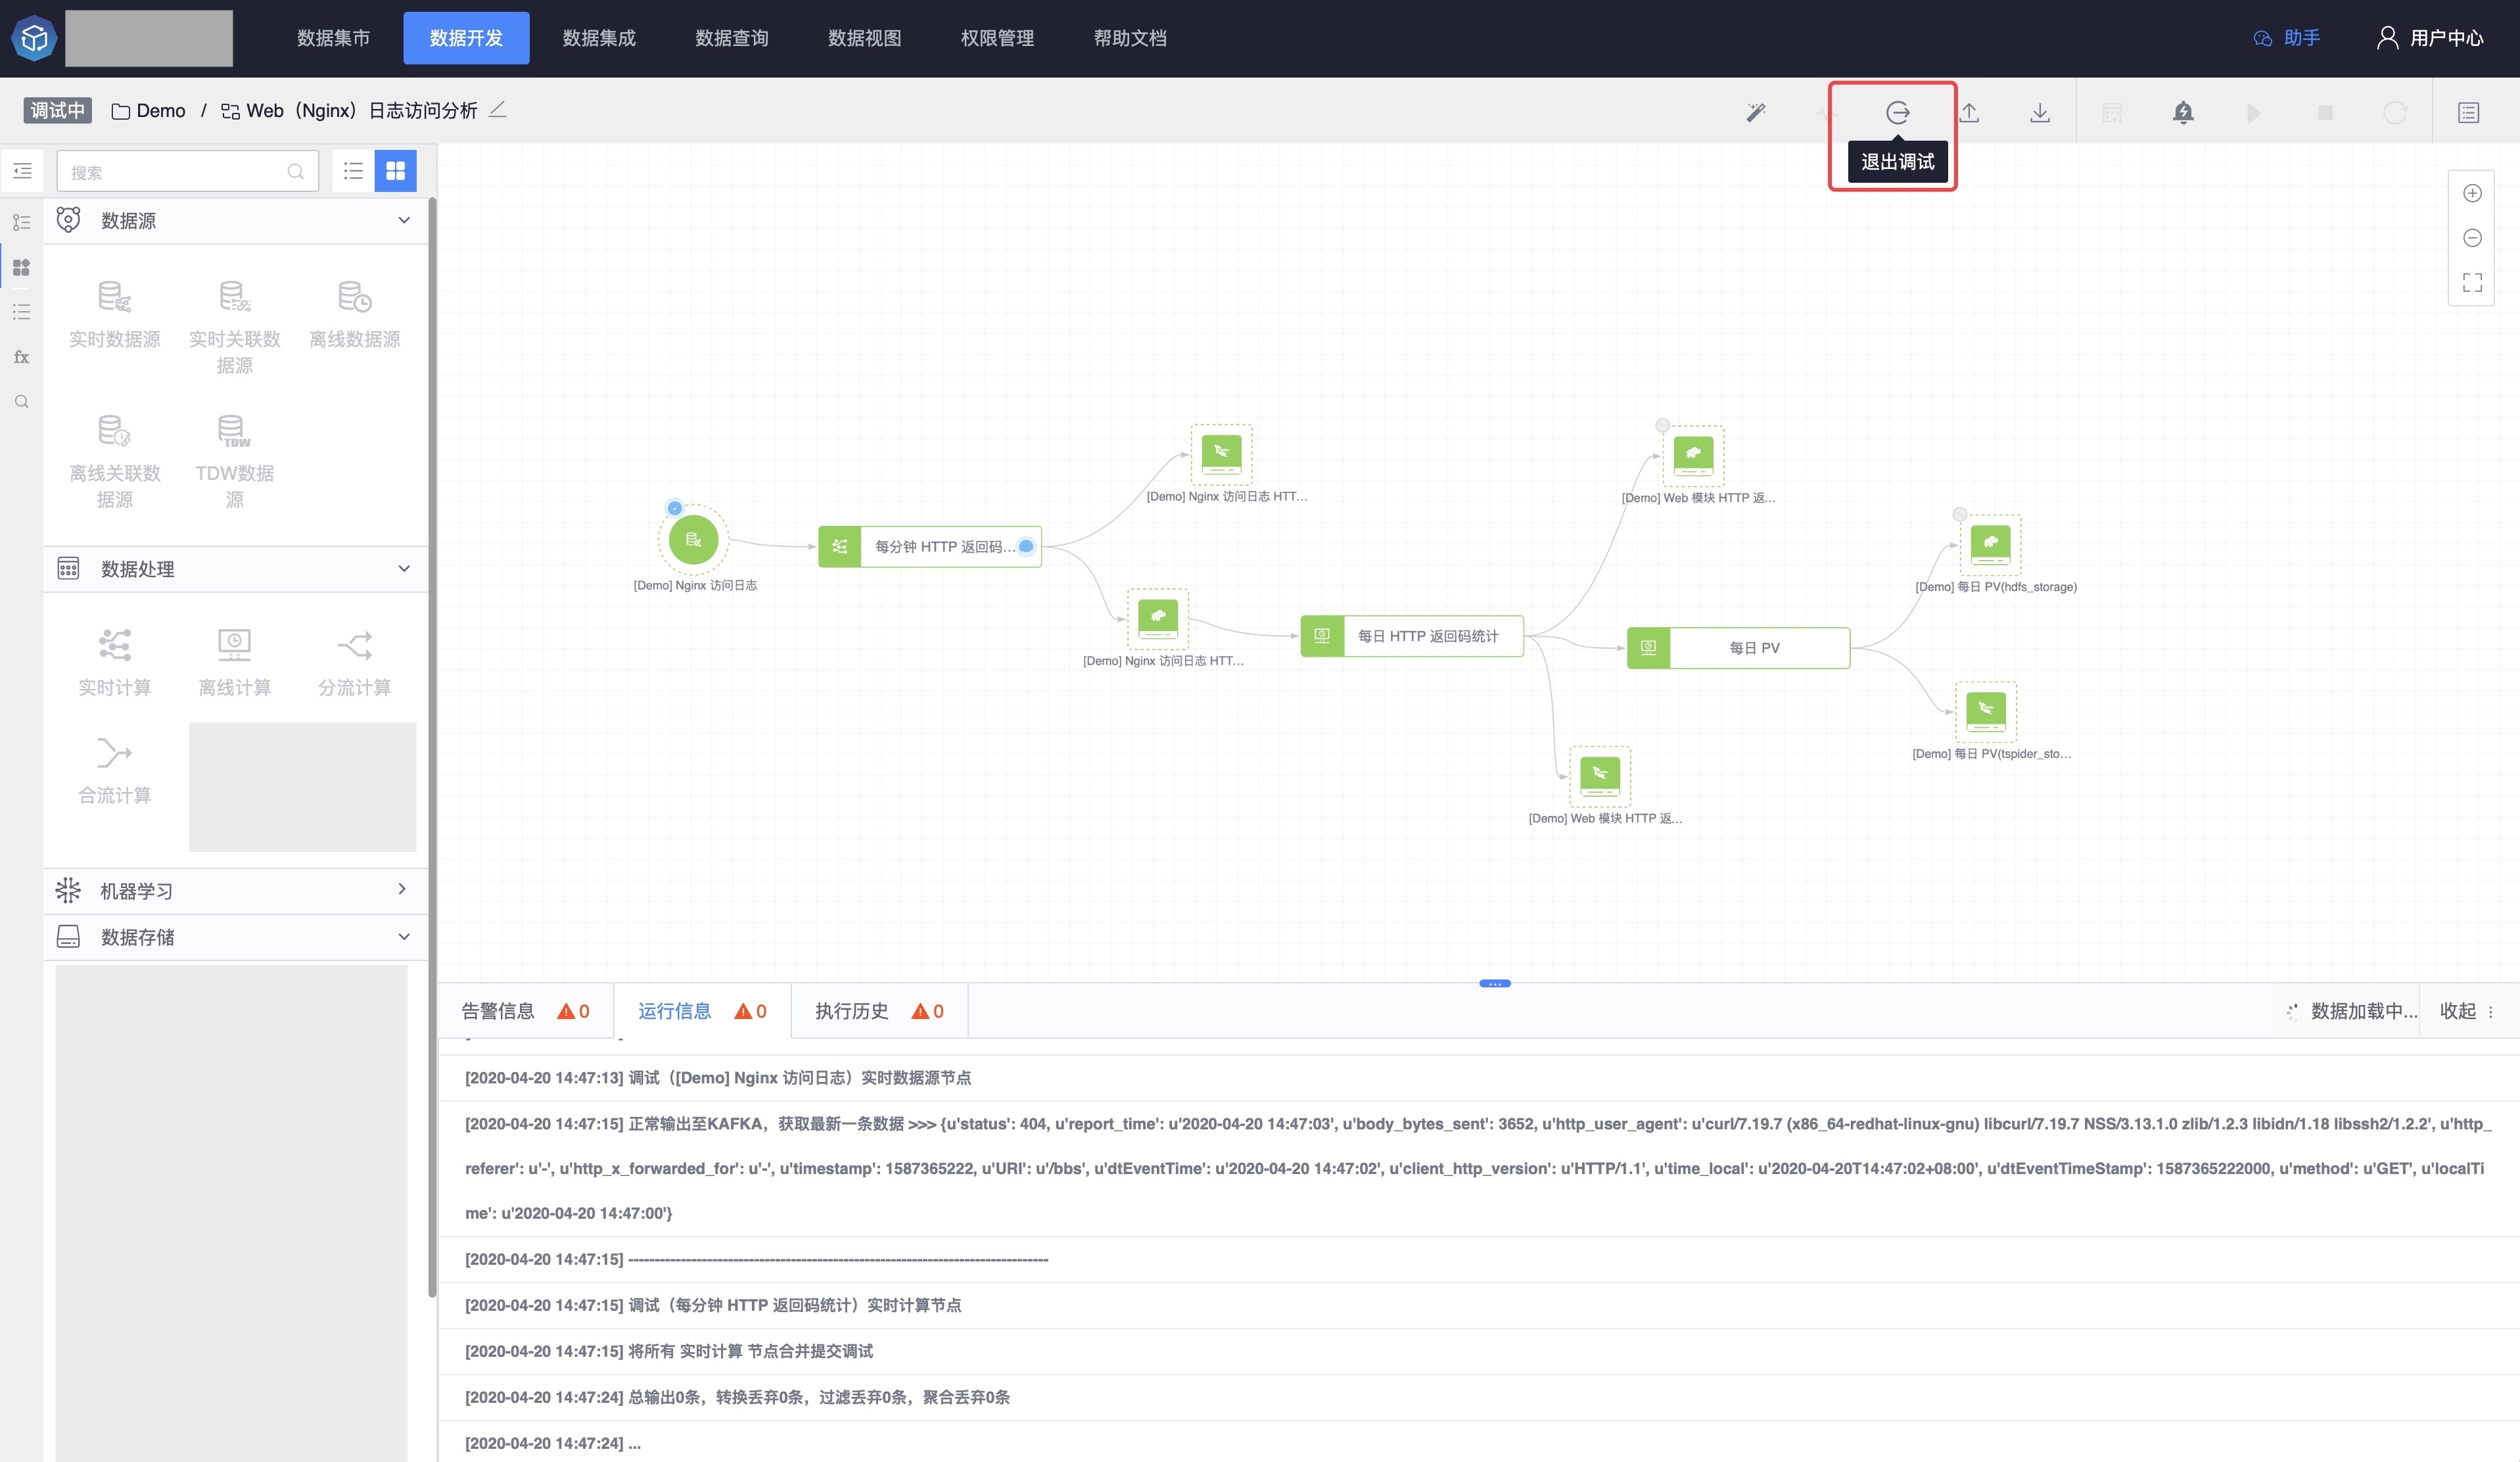 数据集市
数据开发
数据集成
数据查询
数据视图
权限管理
帮助文档
助手
用户中心
调试中
Demo / Web（Nginx）日志访问分析
退出调试
搜索
数据源
实时数据源
实时关联数
据源
离线数据源
离线关联数
据源
TDW
TDW数据
源
数据处理
实时计算
离线计算
分流计算
合流计算
机器学习
数据存储
fx
[Demo] Nginx 访问日志
每分钟 HTTP 返回码...
[Demo] Nginx 访问日志 HTT...
[Demo] Nginx 访问日志 HTT...
每日 HTTP 返回码统计
[Demo] Web 模块 HTTP 返...
每日 PV
[Demo] 每日 PV(hdfs_storage)
[Demo] 每日 PV(tspider_sto...
[Demo] Web 模块 HTTP 返...
告警信息 0
运行信息 0
执行历史 0
数据加载中...
收起
[2020-04-20 14:47:13] 调试（[Demo] Nginx 访问日志）实时数据源节点
[2020-04-20 14:47:15] 正常输出至KAFKA，获取最新一条数据 >>> {u'status': 404, u'report_time': u'2020-04-20 14:47:03', u'body_bytes_sent': 3652, u'http_user_agent': u'curl/7.19.7 (x86_64-redhat-linux-gnu) libcurl/7.19.7 NSS/3.13.1.0 zlib/1.2.3 libidn/1.18 libssh2/1.2.2', u'http_
referer': u'-', u'http_x_forwarded_for': u'-', u'timestamp': 1587365222, u'URI': u'/bbs', u'dtEventTime': u'2020-04-20 14:47:02', u'client_http_version': u'HTTP/1.1', u'time_local': u'2020-04-20T14:47:02+08:00', u'dtEventTimeStamp': 1587365222000, u'method': u'GET', u'localTi
me': u'2020-04-20 14:47:00'}
[2020-04-20 14:47:15] --------------------------------------------------------------------------------
[2020-04-20 14:47:15] 调试（每分钟 HTTP 返回码统计）实时计算节点
[2020-04-20 14:47:15] 将所有 实时计算 节点合并提交调试
[2020-04-20 14:47:24] 总输出0条，转换丢弃0条，过滤丢弃0条，聚合丢弃0条
[2020-04-20 14:47:24] ...